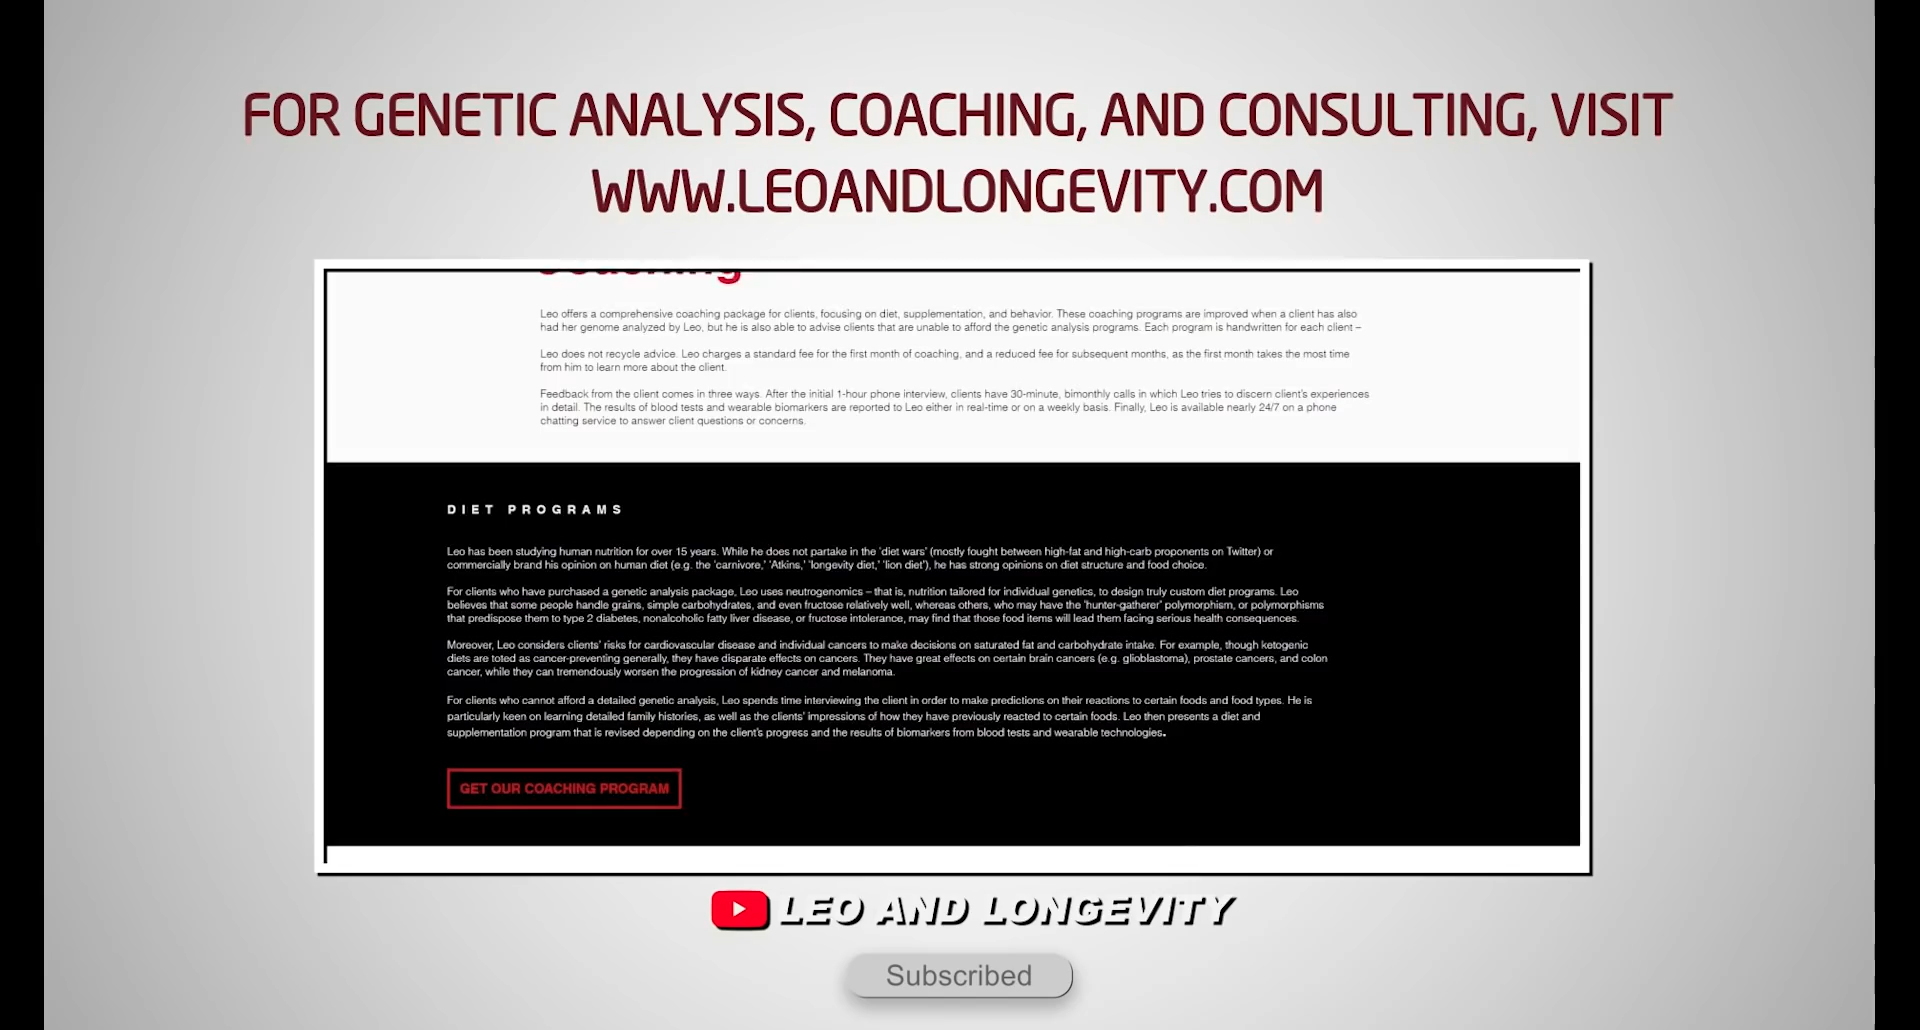 FOR GENETIC ANALYSIS, COACHING, AND CONSULTING, VISIT
WWW.LEOANDLONGEVITY.COM
Coaching
Leo offers a comprehensive coaching package for clients, focusing on diet, supplementation, and behavior. These coaching programs are improved when a client has also
had her genome analyzed by Leo, but he is also able to advise clients that are unable to afford the genetic analysis programs. Each program is handwritten for each client –
Leo does not recycle advice. Leo charges a standard fee for the first month of coaching, and a reduced fee for subsequent months, as the first month takes the most time
from him to learn more about the client.
Feedback from the client comes in three ways. After the initial 1-hour phone interview, clients have 30-minute, bimonthly calls in which Leo tries to discern client's experiences
in detail. The results of blood tests and wearable biomarkers are reported to Leo either in real-time or on a weekly basis. Finally, Leo is available nearly 24/7 on a phone
chatting service to answer client questions or concerns.
DIET PROGRAMS
Leo has been studying human nutrition for over 15 years. While he does not partake in the 'diet wars' (mostly fought between high-fat and high-carb proponents on Twitter) or
commercially brand his opinion on human diet (e.g. the 'carnivore,' 'Atkins,' 'longevity diet,' 'lion diet'), he has strong opinions on diet structure and food choice.
For clients who have purchased a genetic analysis package, Leo uses neutrogenomics – that is, nutrition tailored for individual genetics, to design truly custom diet programs. Leo
believes that some people handle grains, simple carbohydrates, and even fructose relatively well, whereas others, who may have the 'hunter-gatherer' polymorphism, or polymorphisms
that predispose them to type 2 diabetes, nonalcoholic fatty liver disease, or fructose intolerance, may find that those food items will lead them facing serious health consequences.
Moreover, Leo considers clients' risks for cardiovascular disease and individual cancers to make decisions on saturated fat and carbohydrate intake. For example, though ketogenic
diets are toted as cancer-preventing generally, they have disparate effects on cancers. They have great effects on certain brain cancers (e.g. glioblastoma), prostate cancers, and colon
cancer, while they can tremendously worsen the progression of kidney cancer and melanoma.
For clients who cannot afford a detailed genetic analysis, Leo spends time interviewing the client in order to make predictions on their reactions to certain foods and food types. He is
particularly keen on learning detailed family histories, as well as the clients' impressions of how they have previously reacted to certain foods. Leo then presents a diet and
supplementation program that is revised depending on the client's progress and the results of biomarkers from blood tests and wearable technologies.
GET OUR COACHING PROGRAM
LEO AND LONGEVITY
Subscribed